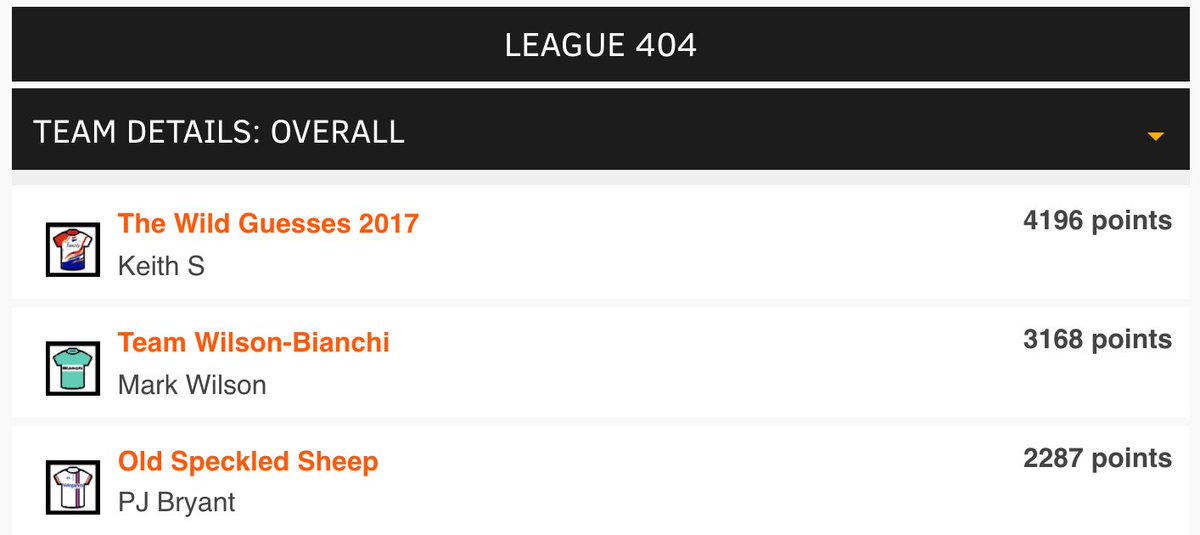 LEAGUE 404
TEAM DETAILS: OVERALL
The Wild Guesses 2017
4196 points
Keith S
Team Wilson-Bianchi
3168 points
Mark Wilson
Old Speckled Sheep
2287 points
PJ Bryant